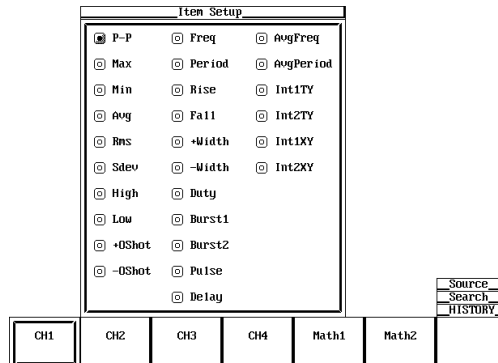 Item Setup
P-P Freq AvgFreq
Max Period AvgPeriod
Min Rise Int1TY
Avg Fall Int2TY
Rms +Width Int1XY
Sdev -Width Int2XY
High Duty
Low Burst1
+OShot Burst2
-OShot Pulse
Delay
Source
Search
HISTORY
CH1 CH2 CH3 CH4 Math1 Math2